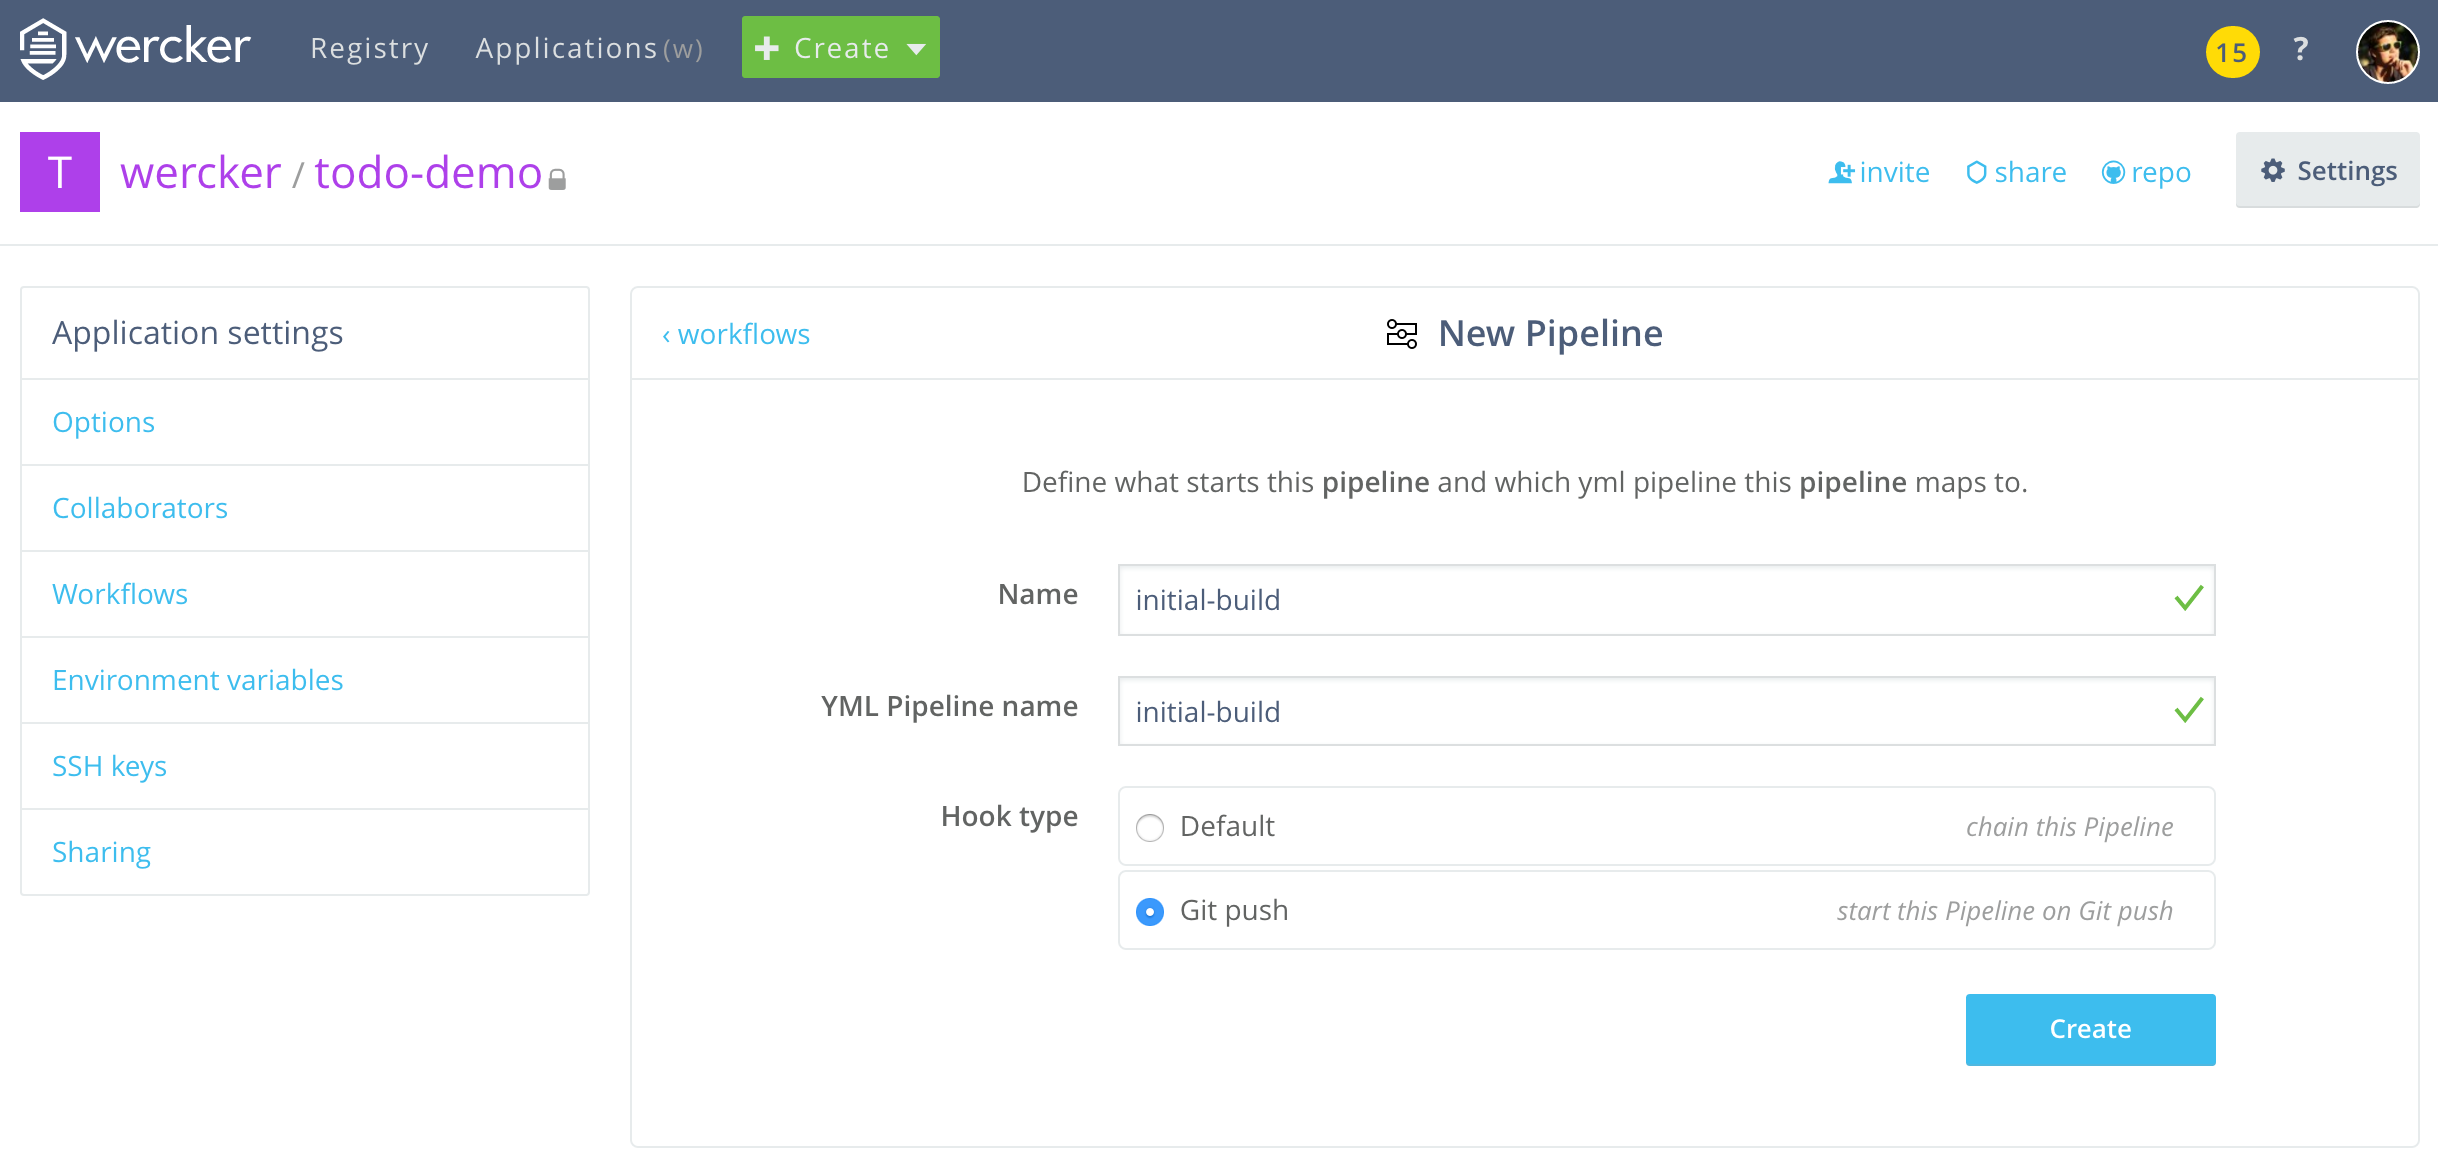 wercker Registry Applications(w) + Create 15 ?
T wercker / todo-demo invite share repo Settings
Application settings
Options
Collaborators
Workflows
Environment variables
SSH keys
Sharing
‹ workflows New Pipeline
Define what starts this pipeline and which yml pipeline this pipeline maps to.
Name initial-build
YML Pipeline name initial-build
Hook type Default chain this Pipeline
Git push start this Pipeline on Git push
Create